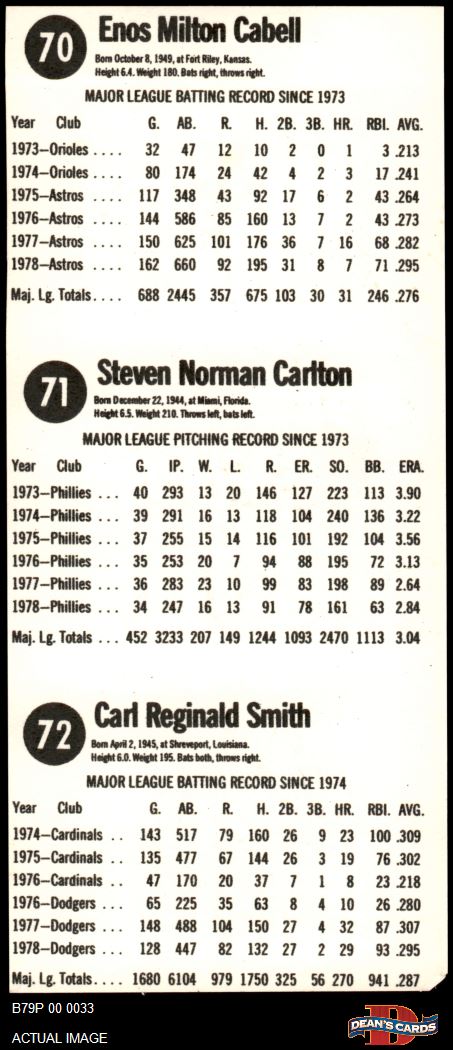 70 Enos Milton Cabell
Born October 8, 1949, at Fort Riley, Kansas.
Height 6.4. Weight 180. Bats right, throws right.
MAJOR LEAGUE BATTING RECORD SINCE 1973
Year Club G. AB. R. H. 2B. 3B. HR. RBI. AVG.
1973—Orioles .... 32 47 12 10 2 0 1 3 .213
1974—Orioles .... 80 174 24 42 4 2 3 17 .241
1975—Astros .... 117 348 43 92 17 6 2 43 .264
1976—Astros .... 144 586 85 160 13 7 2 43 .273
1977—Astros .... 150 625 101 176 36 7 16 68 .282
1978—Astros .... 162 660 92 195 31 8 7 71 .295
Maj. Lg. Totals.... 688 2445 357 675 103 30 31 246 .276
71 Steven Norman Carlton
Born December 22, 1944, at Miami, Florida.
Height 6.5. Weight 210. Throws left, bats left.
MAJOR LEAGUE PITCHING RECORD SINCE 1973
Year Club G. IP. W. L. R. ER. SO. BB. ERA.
1973—Phillies ... 40 293 13 20 146 127 223 113 3.90
1974—Phillies ... 39 291 16 13 118 104 240 136 3.22
1975—Phillies ... 37 255 15 14 116 101 192 104 3.56
1976—Phillies ... 35 253 20 7 94 88 195 72 3.13
1977—Phillies ... 36 283 23 10 99 83 198 89 2.64
1978—Phillies ... 34 247 16 13 91 78 161 63 2.84
Maj. Lg. Totals ... 452 3233 207 149 1244 1093 2470 1113 3.04
72 Carl Reginald Smith
Born April 2, 1945, at Shreveport, Louisiana.
Height 6.0. Weight 195. Bats both, throws right.
MAJOR LEAGUE BATTING RECORD SINCE 1974
Year Club G. AB. R. H. 2B. 3B. HR. RBI. AVG.
1974—Cardinals .. 143 517 79 160 26 9 23 100 .309
1975—Cardinals .. 135 477 67 144 26 3 19 76 .302
1976—Cardinals .. 47 170 20 37 7 1 8 23 .218
1976—Dodgers ... 65 225 35 63 8 4 10 26 .280
1977—Dodgers ... 148 488 104 150 27 4 32 87 .307
1978—Dodgers ... 128 447 82 132 27 2 29 93 .295
Maj. Lg. Totals.... 1680 6104 979 1750 325 56 270 941 .287
B79P 00 0033
ACTUAL IMAGE
D
DEAN'S CARDS